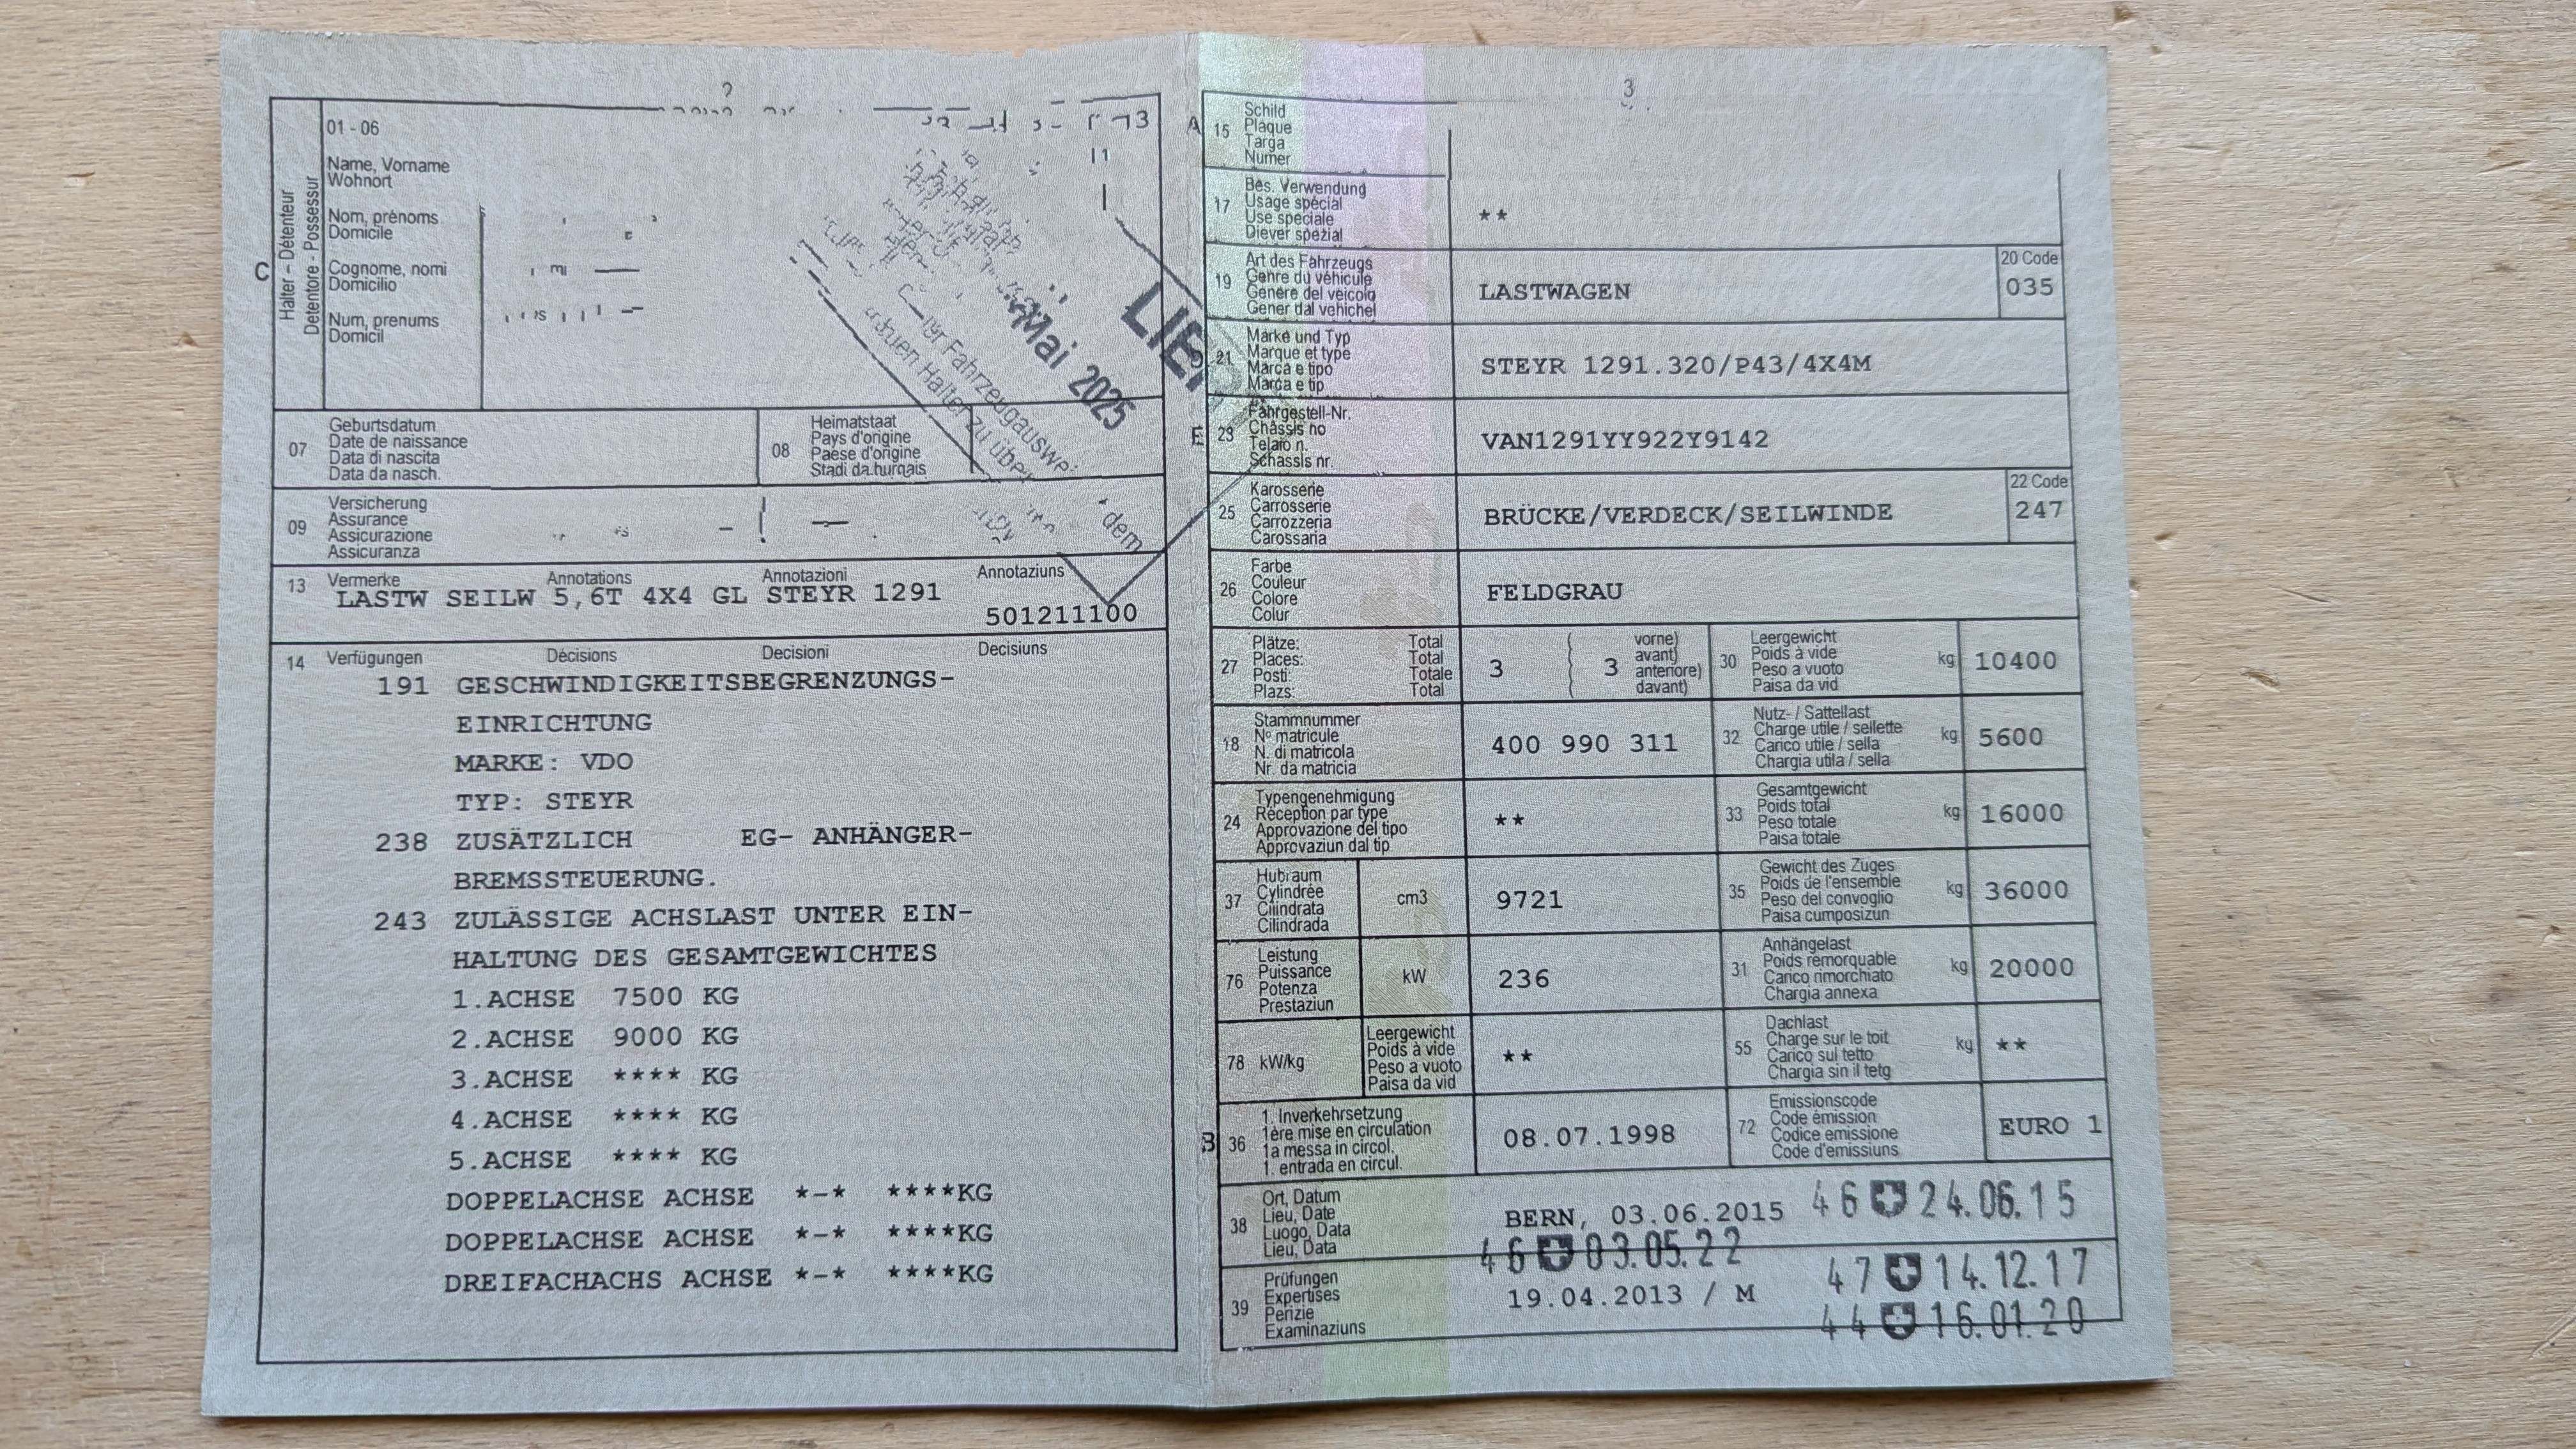 C
Halter – Détenteur
Detentore - Possessur
01 - 06
Name, Vorname
Wohnort
Nom, prénoms
Domicile
Cognome, nomi
Domicilio
Num, prenums
Domicil
Mai 2025
dem
07
Geburtsdatum
Date de naissance
Data di nascita
Data da nasch.
08
Heimatstaat
Pays d'origine
Paese d'origine
09
Versicherung
Assurance
Assicurazione
Assicuranza
13 Vermerke Annotations Annotazioni Annotaziuns
LASTW SEILW 5,6T 4X4 GL STEYR 1291
501211100
14 Verfügungen Décisions Decisioni Decisiuns
191 GESCHWINDIGKEITSBEGRENZUNGS-
EINRICHTUNG
MARKE: VDO
TYP: STEYR
238 ZUSÄTZLICH EG- ANHÄNGER-
BREMSSTEUERUNG.
243 ZULÄSSIGE ACHSLAST UNTER EIN-
HALTUNG DES GESAMTGEWICHTES
1.ACHSE 7500 KG
2.ACHSE 9000 KG
3.ACHSE **** KG
4.ACHSE **** KG
5.ACHSE **** KG
DOPPELACHSE ACHSE *-* ****KG
DOPPELACHSE ACHSE *-* ****KG
DREIFACHACHS ACHSE *-* ****KG
3
A 15
Schild
Plaque
Targa
Numer
17
Bes. Verwendung
Usage spécial
Uso speciale
Diever spezial
**
19
Art des Fahrzeugs
Genre du véhicule
Genere del veicolo
Gener dal vehichel
LASTWAGEN
20 Code
035
21
Marke und Typ
Marque et type
Marca e tipo
Marca e tip
STEYR 1291.320/P43/4X4M
E 23
Fahrgestell-Nr.
Châssis no
Telaio n.
Schassis nr.
VAN1291YY922Y9142
25
Karosserie
Carrosserie
Carrozzeria
Carossaria
BRÜCKE/VERDECK/SEILWINDE
22 Code
247
26
Farbe
Couleur
Colore
Colur
FELDGRAU
27
Plätze: Total
Places: Total
Posti: Totale
Plazs: Total
3
3
vorne)
avant)
anteriore)
davant)
30
Leergewicht
Poids à vide
Peso a vuoto
Paisa da vid
kg 10400
18
Stammnummer
Nº matricule
N. di matricola
Nr. da matricla
400 990 311
32
Nutz- / Sattellast
Charge utile / sellette
Carico utile / sella
Chargia utila / sella
kg 5600
24
Typengenehmigung
Réception par type
Approvazione del tipo
Approvaziun dal tip
**
33
Gesamtgewicht
Poids total
Peso totale
Paisa totale
kg 16000
37
Hubraum
Cylindrée
Cilindrata
Cilindrada
cm3 9721
35
Gewicht des Zuges
Poids de l'ensemble
Peso del convoglio
Paisa cumposiziun
kg 36000
76
Leistung
Puissance
Potenza
Prestaziun
kW 236
31
Anhängelast
Poids remorquable
Carico rimorchiato
Chargia annexa
kg 20000
78 kW/kg
Leergewicht
Poids à vide
Peso a vuoto
Paisa da vid
**
55
Dachlast
Charge sur le toit
Carico sul tetto
Chargia sin il tetg
kg **
B 36
1. Inverkehrsetzung
1ère mise en circulation
1a messa in circol.
1. entrada en circul.
08.07.1998
72
Emissionscode
Code émission
Codice emissione
Code d'emissiuns
EURO 1
38
Ort, Datum
Lieu, Date
Luogo, Data
Lieu, Data
BERN, 03.06.2015
46 24.06.15
46 03.05.22
39
Prüfungen
Expertises
Perizie
Examinaziuns
19.04.2013 / M
47 14.12.17
44 16.01.20